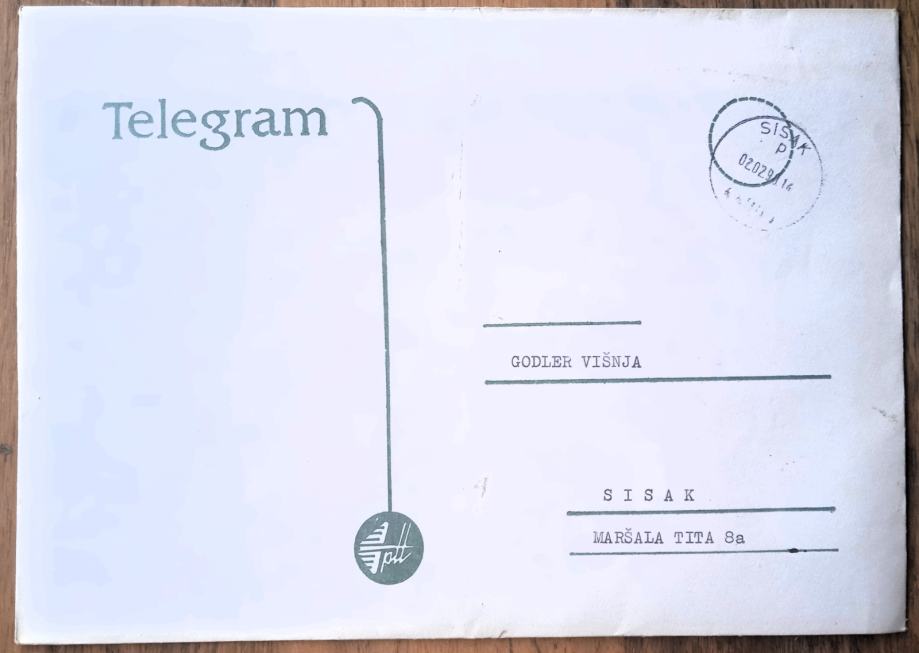 Telegram
SISAK
P
GODLER VIŠNJA
S I S A K
MARŠALA TITA 8a
ptt